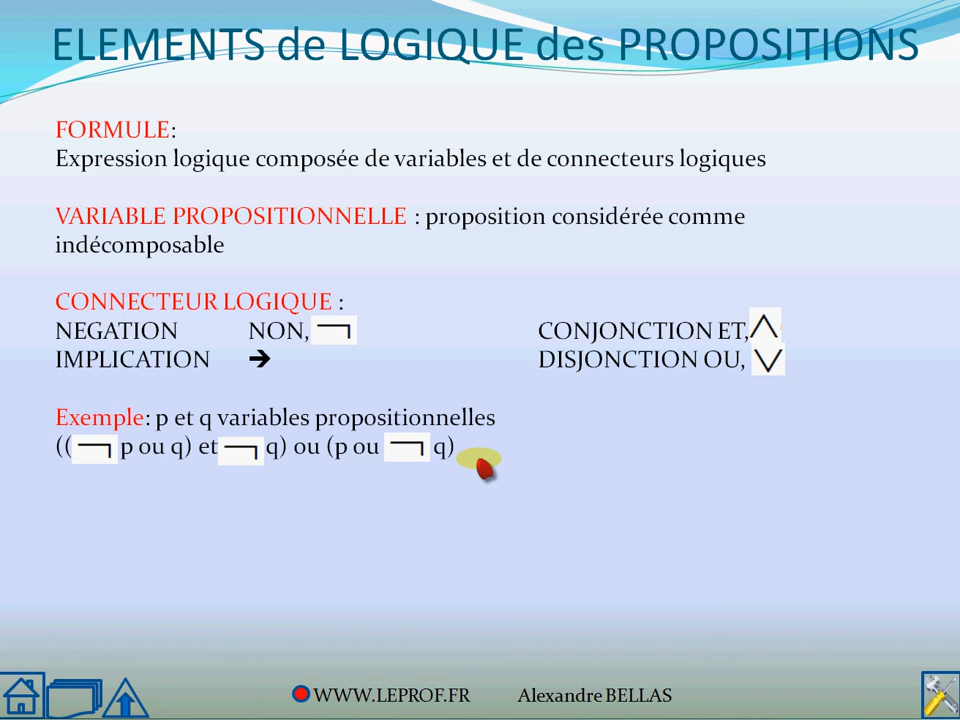 ELEMENTS de LOGIQUE des PROPOSITIONS
FORMULE:
Expression logique composée de variables et de connecteurs logiques
VARIABLE PROPOSITIONNELLE : proposition considérée comme
indécomposable
CONNECTEUR LOGIQUE :
NEGATION NON, ¬ CONJONCTION ET, ∧
IMPLICATION ➔ DISJONCTION OU, ∨
Exemple: p et q variables propositionnelles
((¬ p ou q) et ¬ q) ou (p ou ¬ q)
WWW.LEPROF.FR Alexandre BELLAS